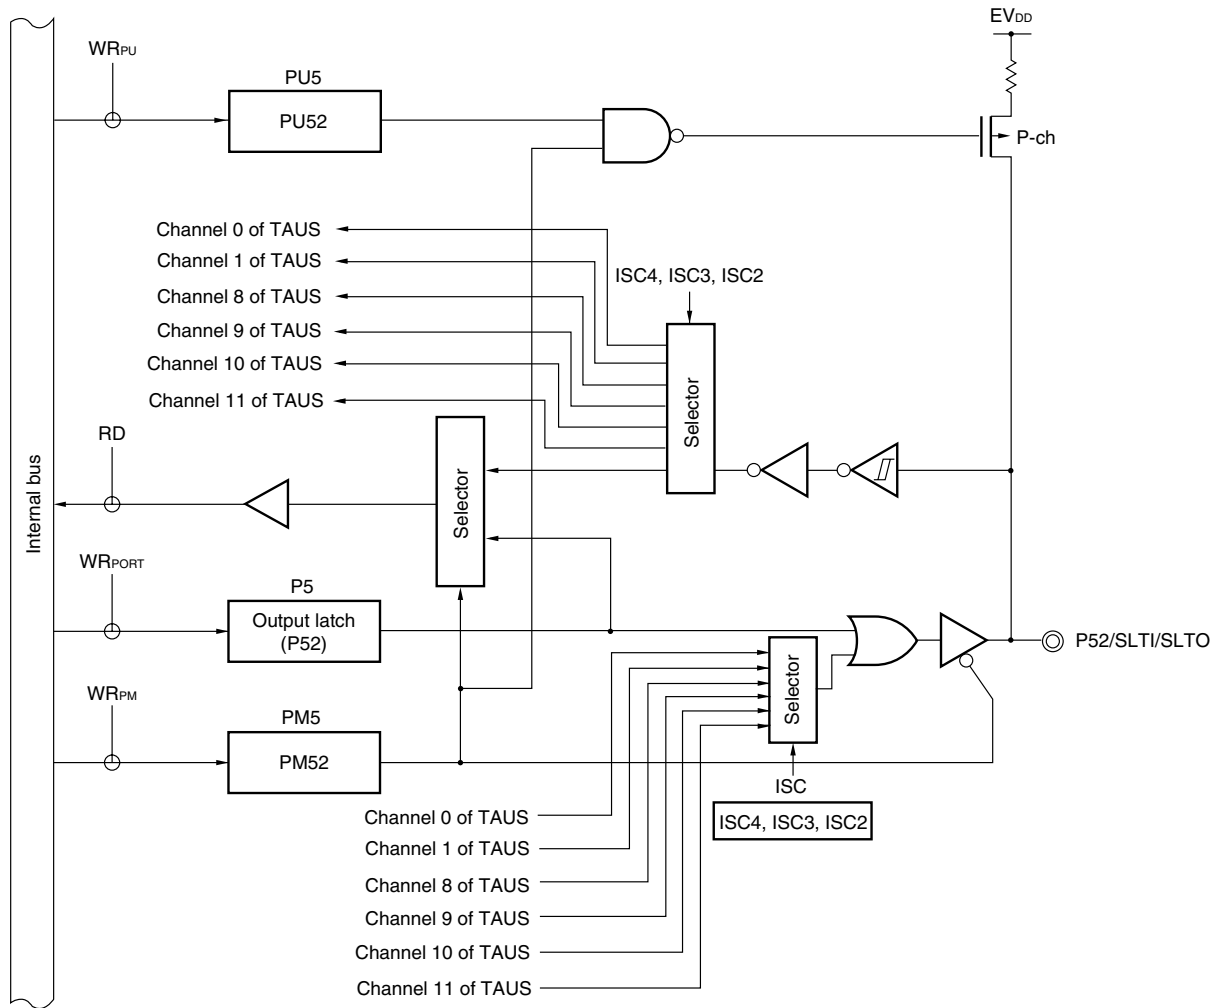 EVDD
WRPU
PU5
PU52
P-ch
Channel 0 of TAUS
Channel 1 of TAUS
Channel 8 of TAUS
Channel 9 of TAUS
Channel 10 of TAUS
Channel 11 of TAUS
ISC4, ISC3, ISC2
Selector
RD
Selector
Internal bus
WRPORT
P5
Output latch
(P52)
P52/SLTI/SLTO
Selector
WRPM
PM5
PM52
ISC
ISC4, ISC3, ISC2
Channel 0 of TAUS
Channel 1 of TAUS
Channel 8 of TAUS
Channel 9 of TAUS
Channel 10 of TAUS
Channel 11 of TAUS